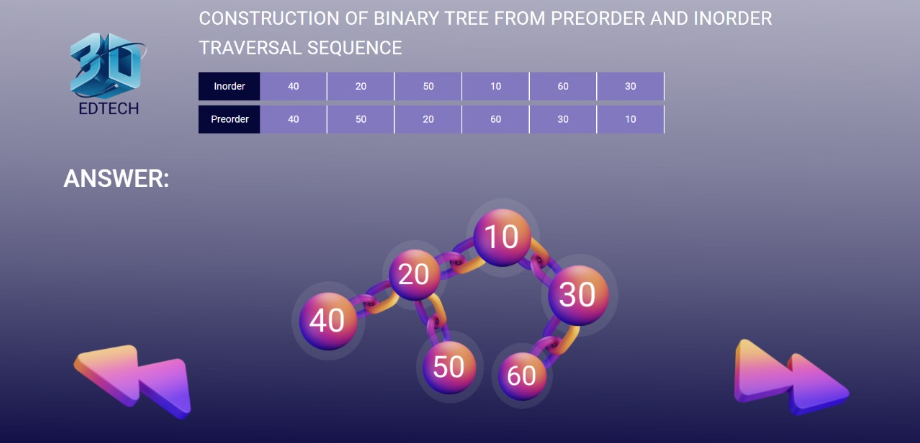 CONSTRUCTION OF BINARY TREE FROM PREORDER AND INORDER
TRAVERSAL SEQUENCE
3D
EDTECH
Inorder 40 20 50 10 60 30
Preorder 40 50 20 60 30 10
ANSWER:
10
20
30
40
50
60